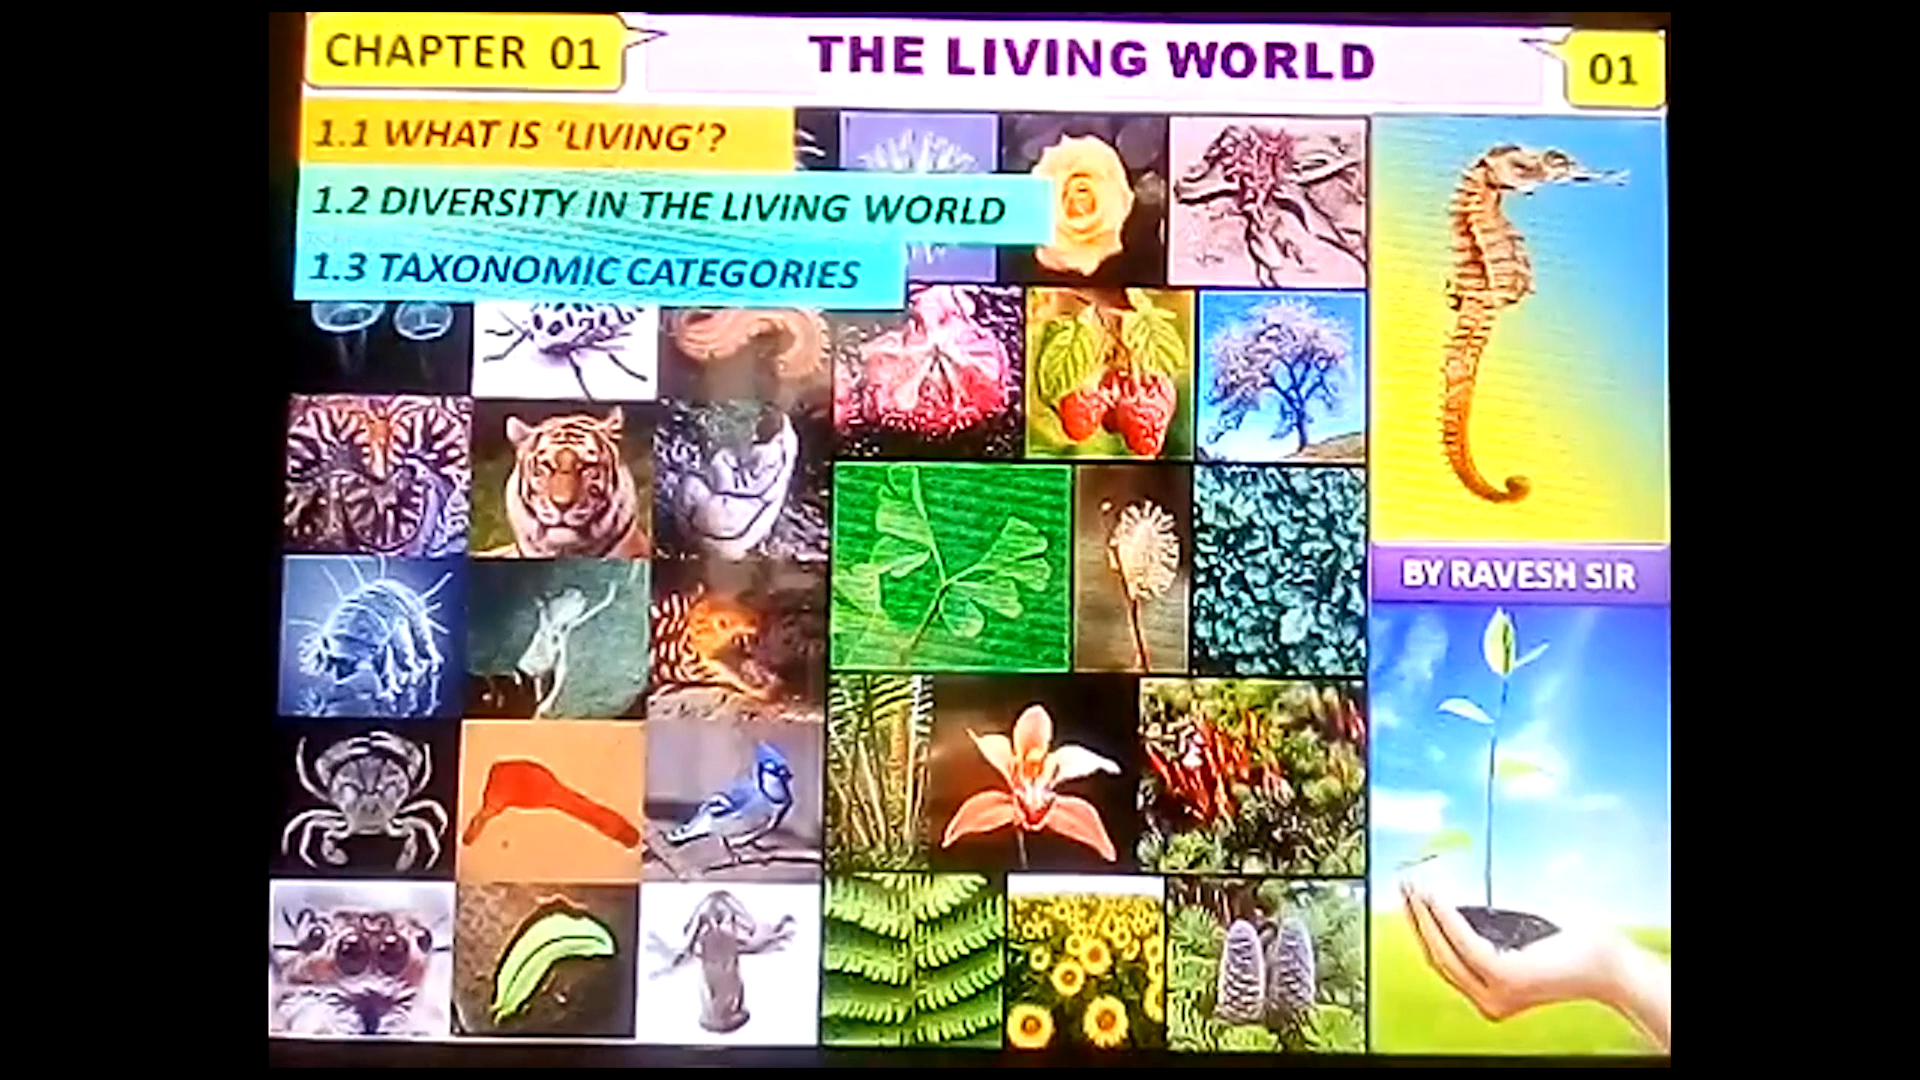 CHAPTER 01
THE LIVING WORLD
01
1.1 WHAT IS ‘LIVING’?
1.2 DIVERSITY IN THE LIVING WORLD
1.3 TAXONOMIC CATEGORIES
BY RAVESH SIR